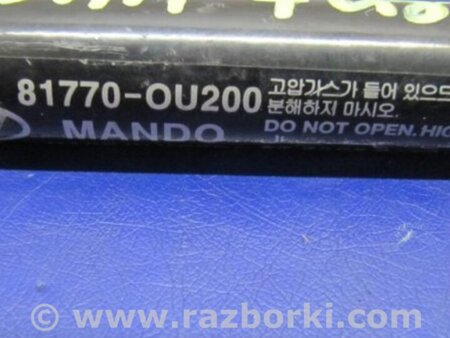 81770-OU200
고압가스가 들어 있으므
분해하지 마시오.
MANDO
DO NOT OPEN. HIG
© www.razborki.com